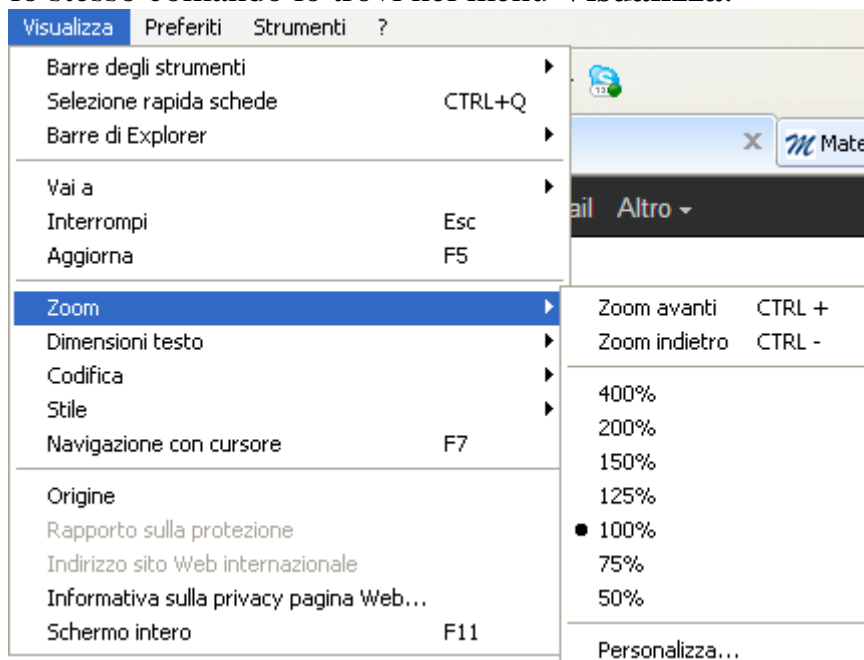 lo stesso comando lo trovi nel menu Visualizza.
Visualizza Preferiti Strumenti ?
Barre degli strumenti
Selezione rapida schede CTRL+Q
Barre di Explorer
Mate
Vai a
ail Altro
Interrompi Esc
Aggiorna F5
Zoom
Zoom avanti CTRL +
Dimensioni testo
Zoom indietro CTRL -
Codifica
400%
Stile
200%
Navigazione con cursore F7
150%
Origine
125%
Rapporto sulla protezione
100%
Indirizzo sito Web internazionale
75%
Informativa sulla privacy pagina Web...
50%
Schermo intero F11
Personalizza...